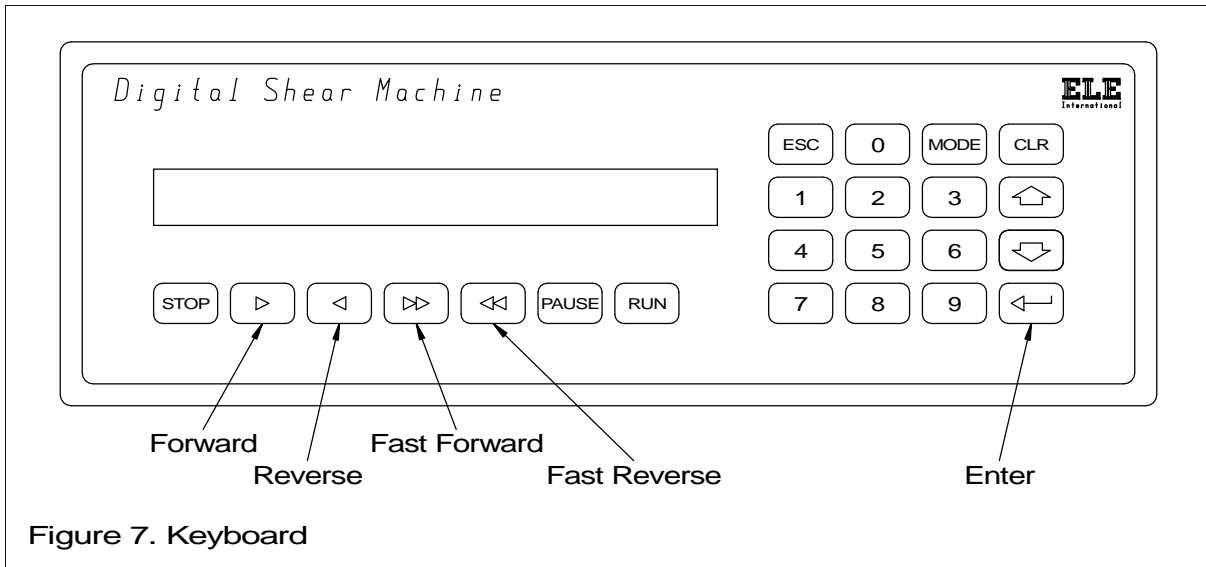 Digital Shear Machine
ELE
International
ESC 0 MODE CLR
1 2 3
4 5 6
STOP PAUSE RUN
7 8 9
Forward Fast Forward
Reverse Fast Reverse Enter
Figure 7. Keyboard